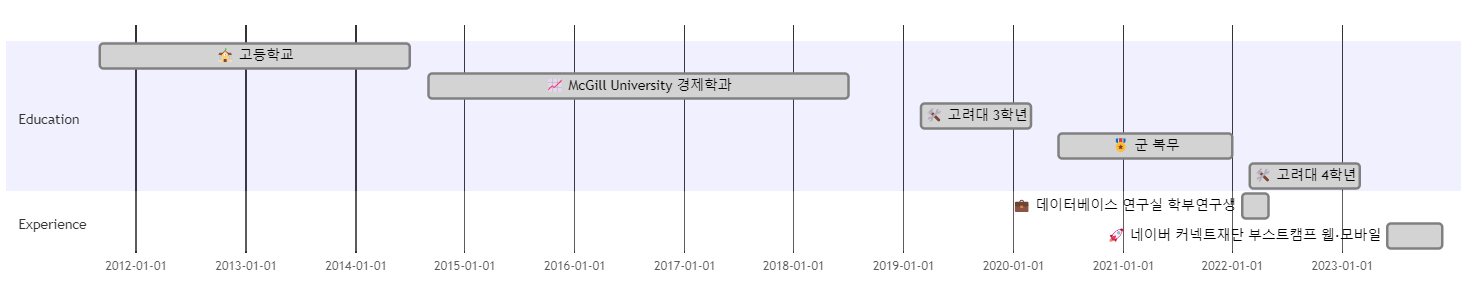 고등학교
McGill University 경제학과
고려대 3학년
Education
군 복무
고려대 4학년
데이터베이스 연구실 학부연구생
Experience
네이버 커넥트재단 부스트캠프 웹·모바일
2012-01-01 2013-01-01 2014-01-01 2015-01-01 2016-01-01 2017-01-01 2018-01-01 2019-01-01 2020-01-01 2021-01-01 2022-01-01 2023-01-01